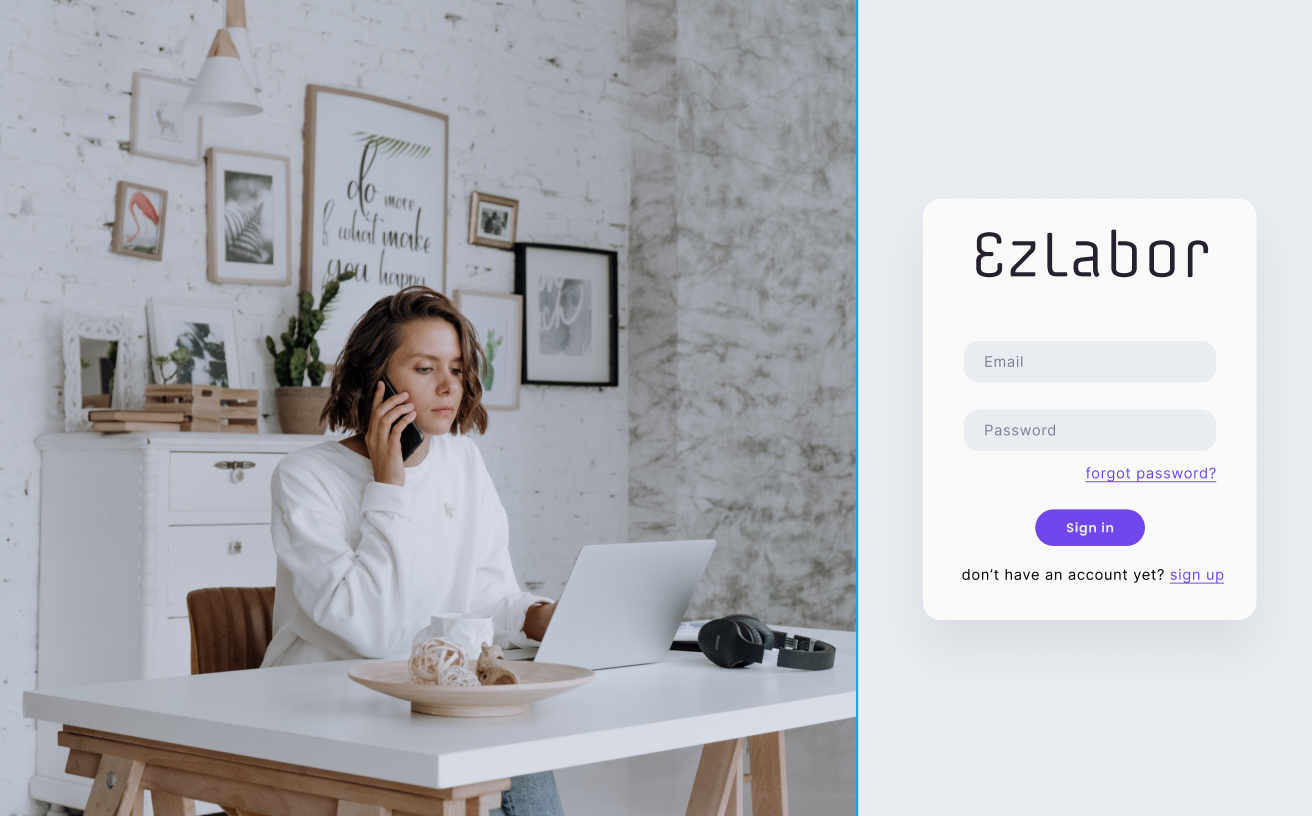 do more
of what make
you happy
Ezlabor
Email
Password
forgot password?
Sign in
don't have an account yet? sign up